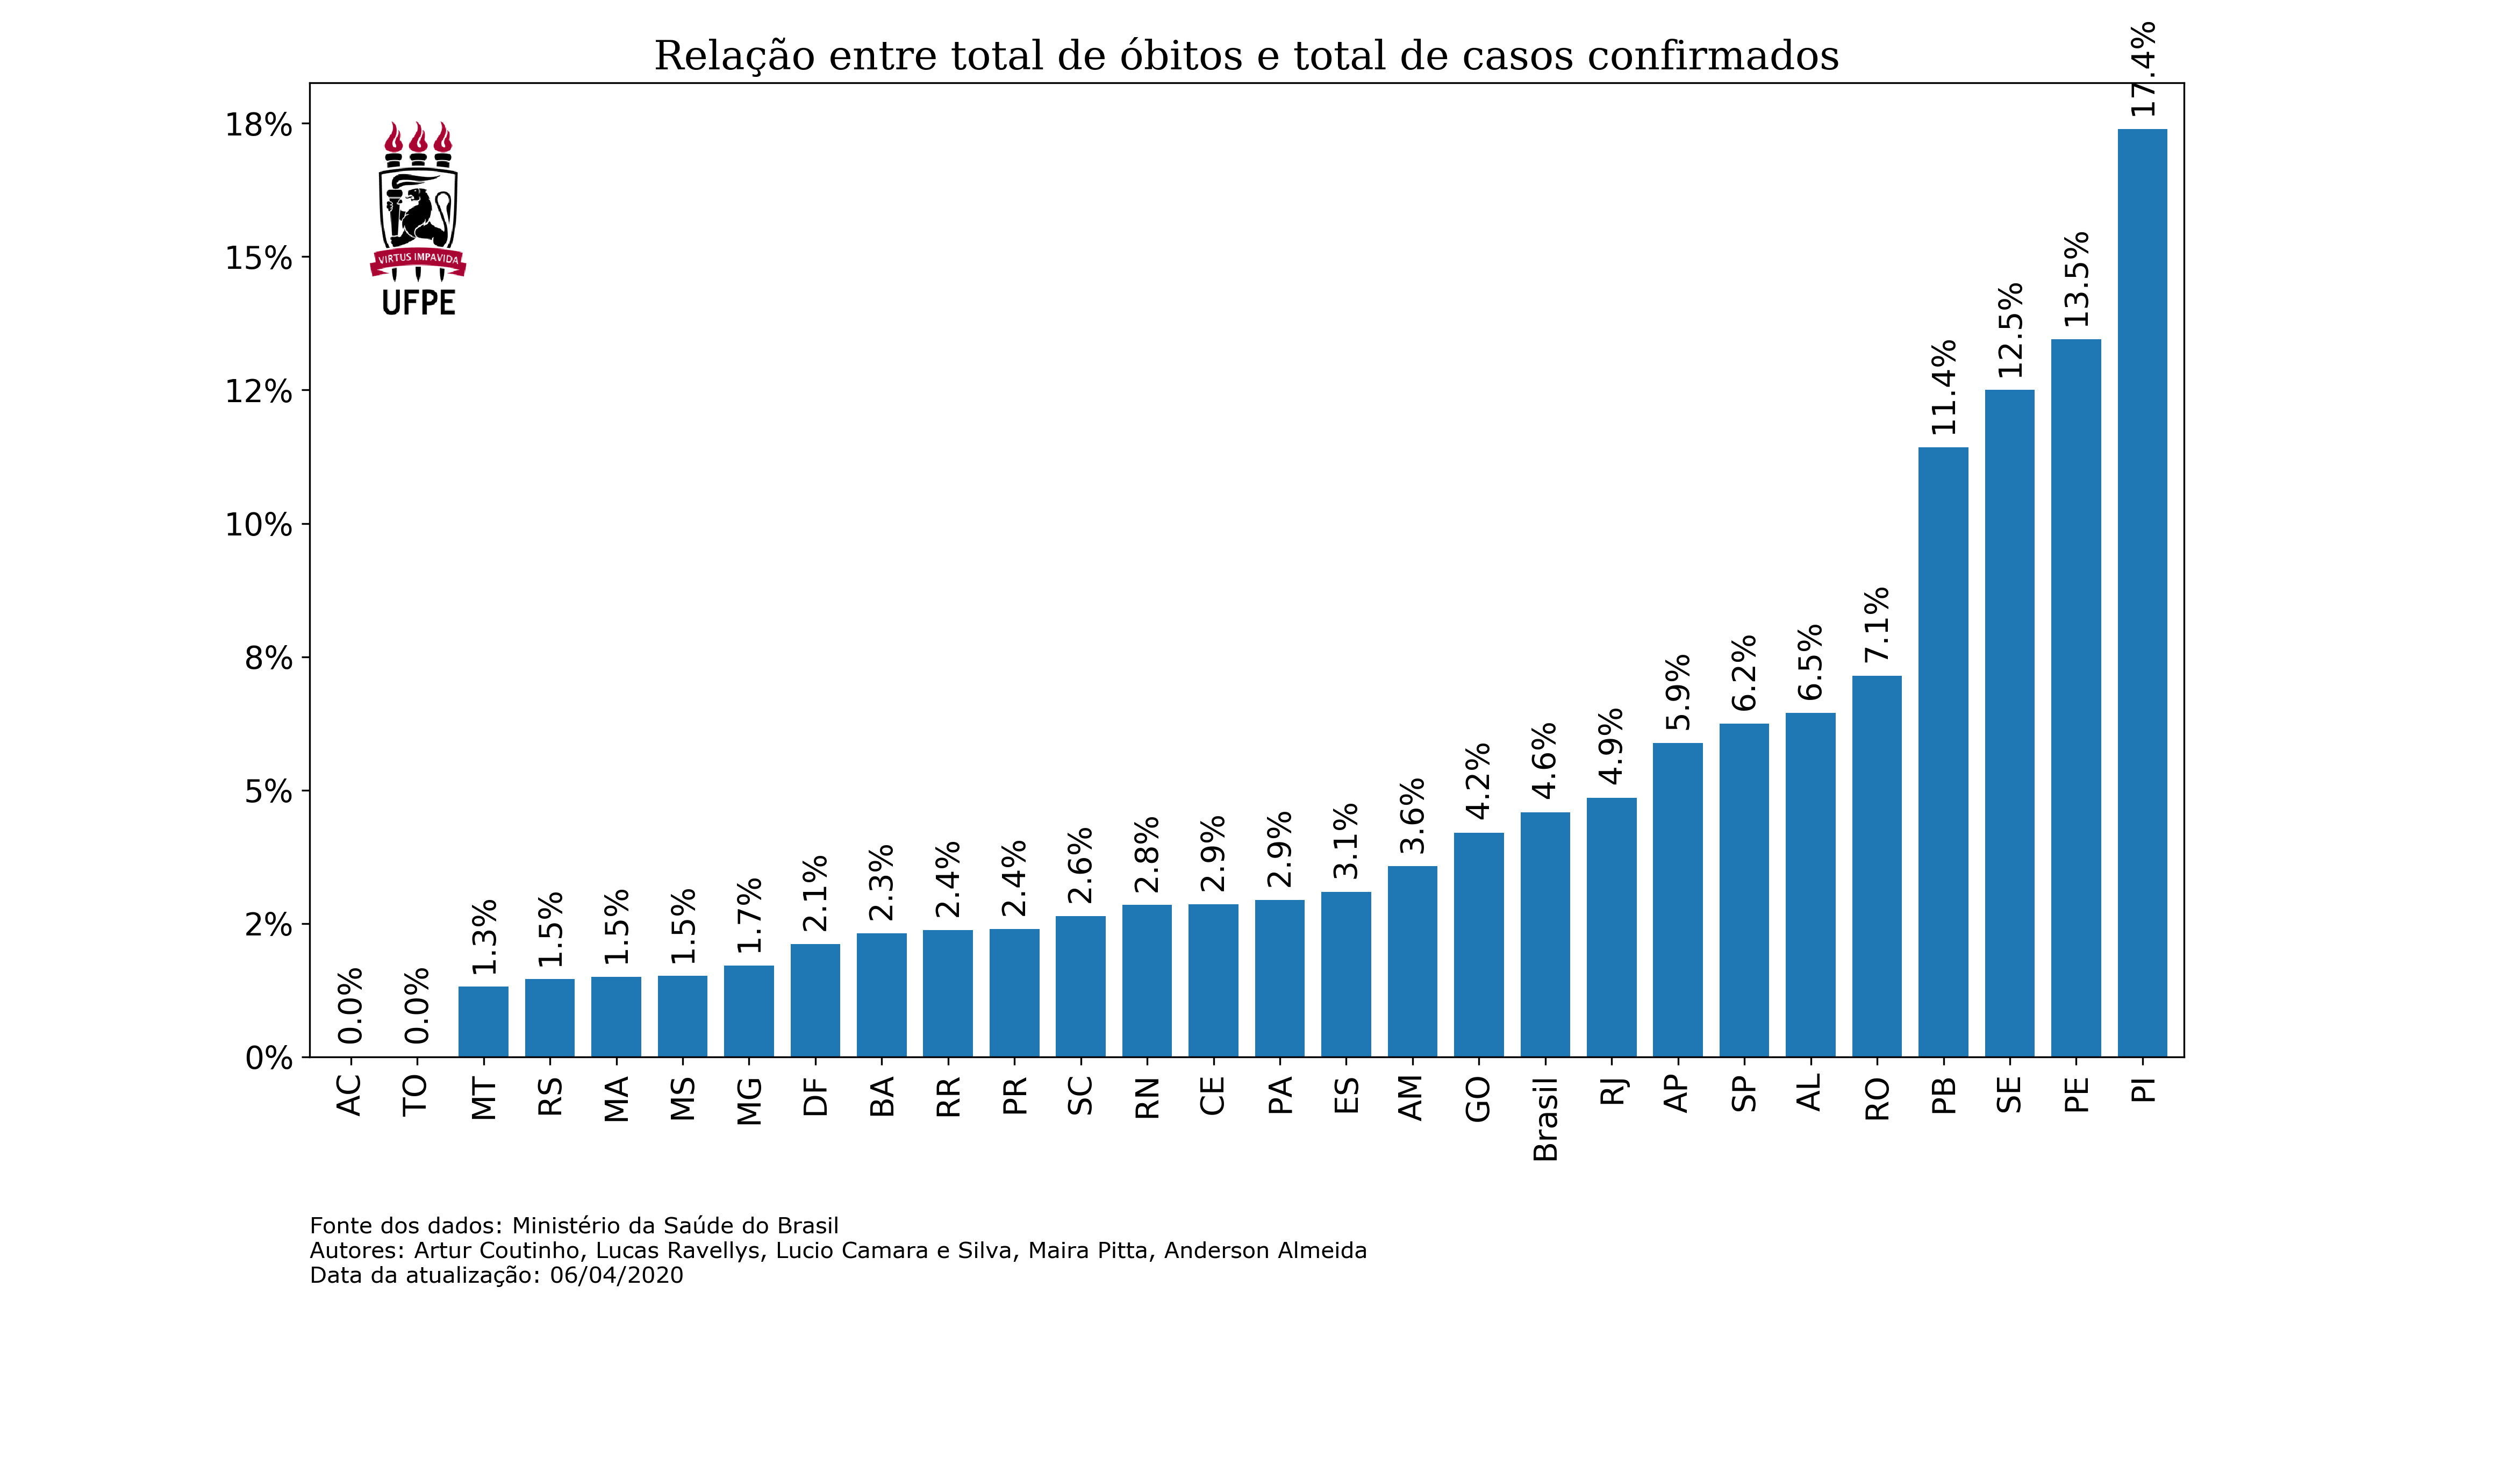 Relação entre total de óbitos e total de casos confirmados
18%
15%
12%
10%
8%
5%
2%
0%
VIRTUS IMPAVIDA
UFPE
0.0%
0.0%
1.3%
1.5%
1.5%
1.5%
1.7%
2.1%
2.3%
2.4%
2.4%
2.6%
2.8%
2.9%
2.9%
3.1%
3.6%
4.2%
4.6%
4.9%
5.9%
6.2%
6.5%
7.1%
11.4%
12.5%
13.5%
17.4%
AC
TO
MT
RS
MA
MS
MG
DF
BA
RR
PR
SC
RN
CE
PA
ES
AM
GO
Brasil
RJ
AP
SP
AL
RO
PB
SE
PE
PI
Fonte dos dados: Ministério da Saúde do Brasil
Autores: Artur Coutinho, Lucas Ravellys, Lucio Camara e Silva, Maira Pitta, Anderson Almeida
Data da atualização: 06/04/2020